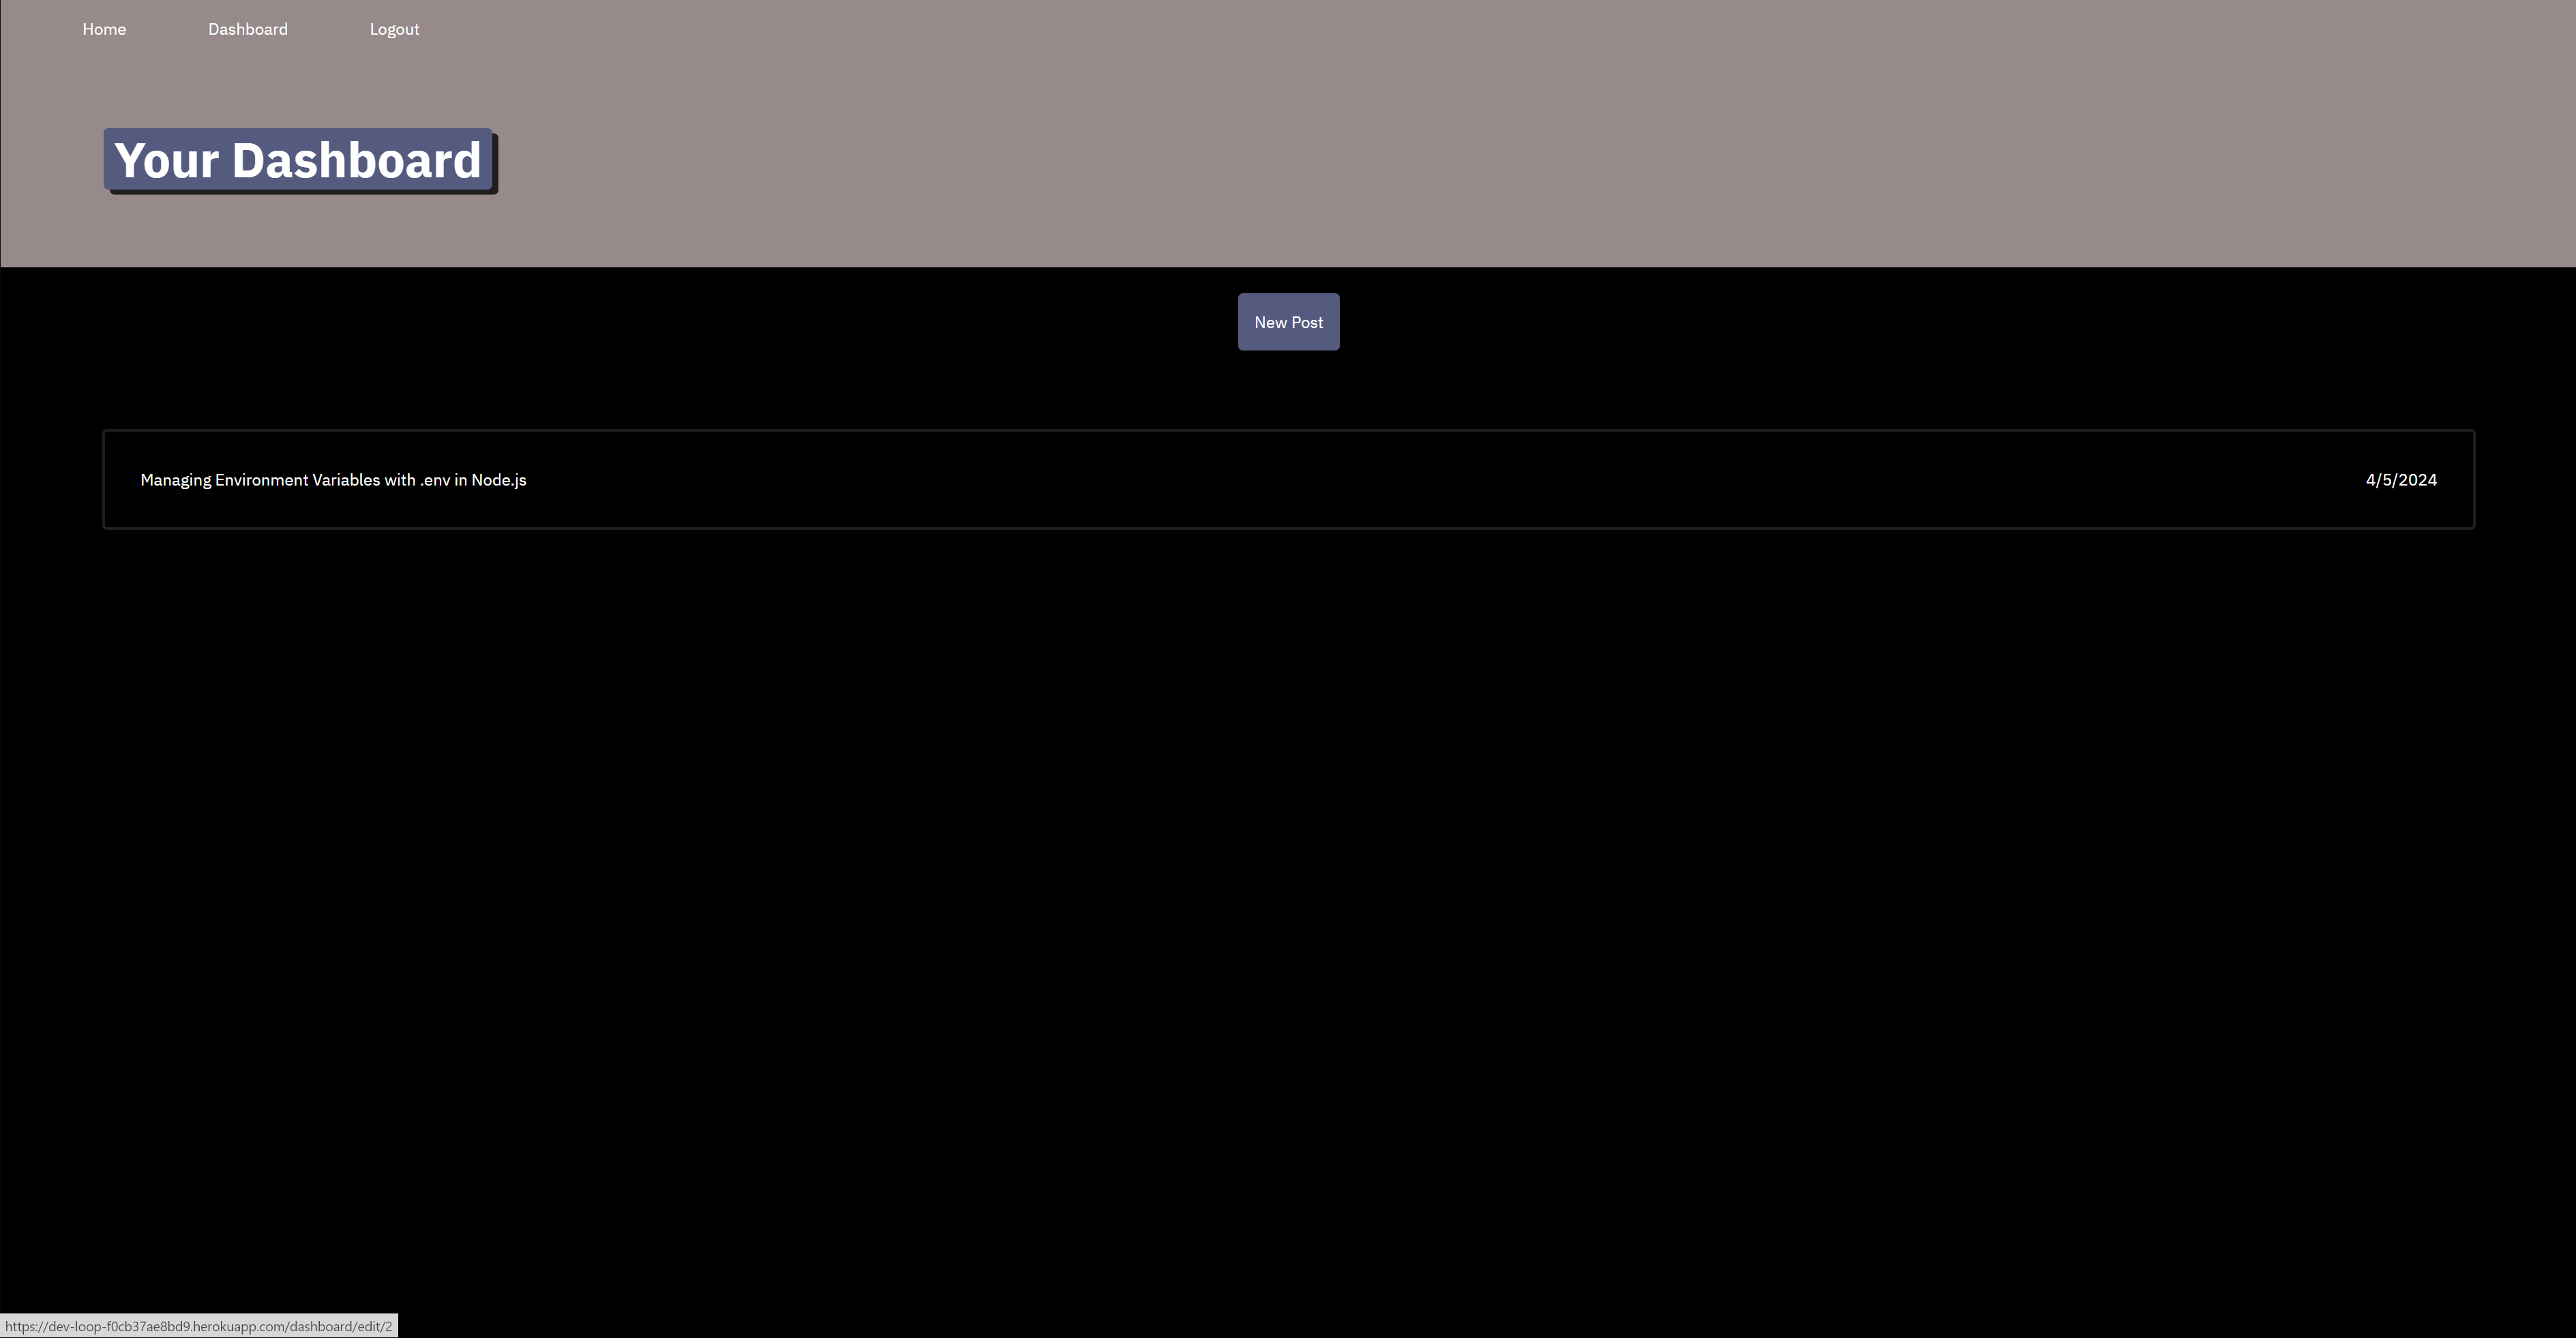 Home Dashboard Logout
Your Dashboard
New Post
Managing Environment Variables with .env in Node.js 4/5/2024
https://dev-loop-f0cb37ae8bd9.herokuapp.com/dashboard/edit/2